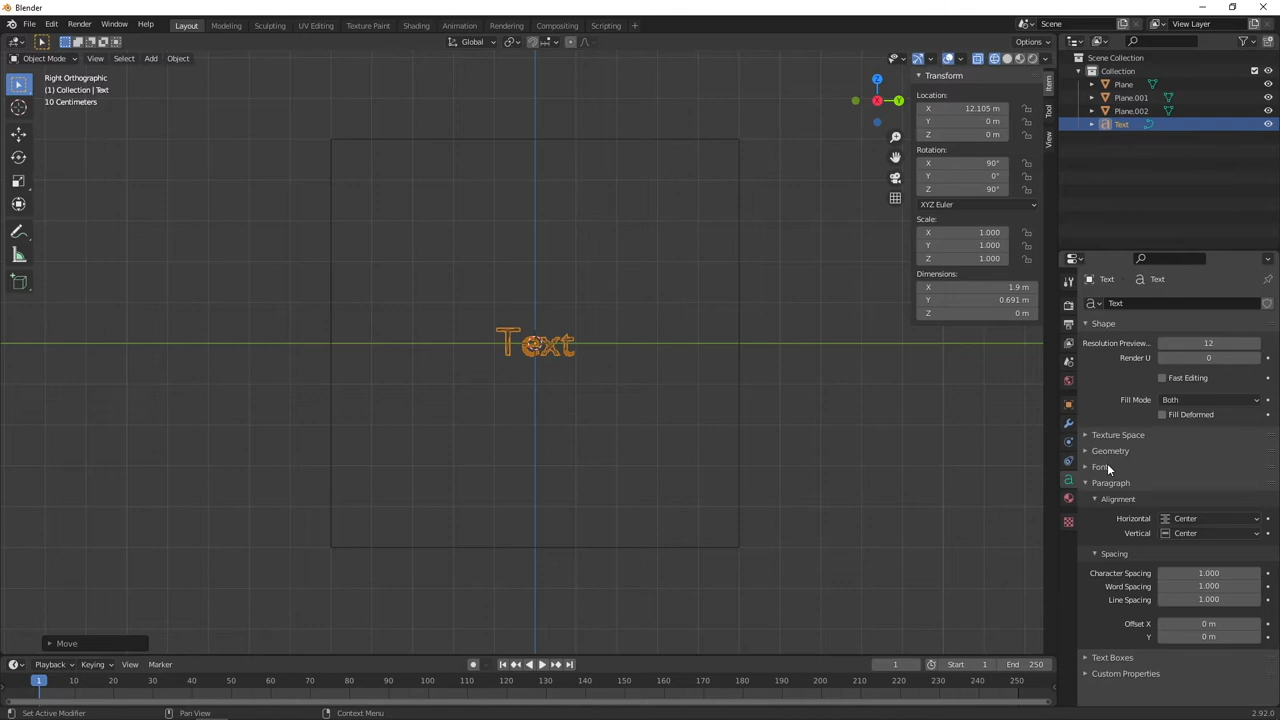 Blender
File Edit Render Window Help
Layout Modeling Sculpting UV Editing Texture Paint Shading Animation Rendering Compositing Scripting +
Scene
View Layer
Global
Options
Object Mode View Select Add Object
Right Orthographic
(1) Collection | Text
10 Centimeters
Z
X
Y
Item
Tool
View
Transform
Location:
X 12.105 m
Y 0 m
Z 0 m
Rotation:
X 90°
Y 0°
Z 90°
XYZ Euler
Scale:
X 1.000
Y 1.000
Z 1.000
Dimensions:
X 1.9 m
Y 0.691 m
Z 0 m
Text
Move
Scene Collection
Collection
Plane
Plane.001
Plane.002
Text
Text Text
Text
Shape
Resolution Preview... 12
Render U 0
Fast Editing
Fill Mode Both
Fill Deformed
Texture Space
Geometry
Font
Paragraph
Alignment
Horizontal Center
Vertical Center
Spacing
Character Spacing 1.000
Word Spacing 1.000
Line Spacing 1.000
Offset X 0 m
Y 0 m
Text Boxes
Custom Properties
Playback Keying View Marker
1 Start 1 End 250
1 10 20 30 40 50 60 70 80 90 100 110 120 130 140 150 160 170 180 190 200 210 220 230 240 250
Set Active Modifier Pan View Context Menu
2.92.0